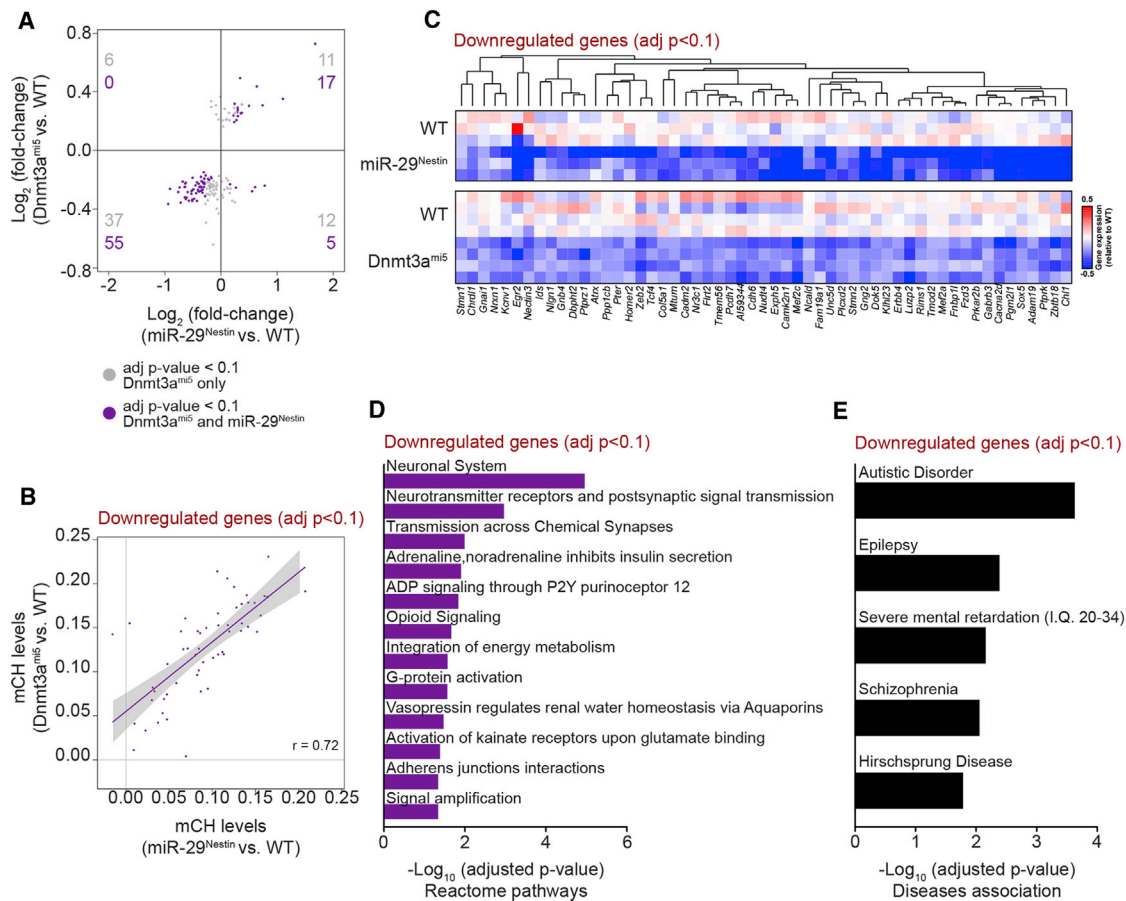 A
0.8
0.4
0.0
-0.4
-0.8
6
0
11
17
37
55
12
5
-2
-1
0
1
2
Log2 (fold-change)
(Dnmt3a^mi5 vs. WT)
Log2 (fold-change)
(miR-29^Nestin vs. WT)
adj p-value < 0.1
Dnmt3a^mi5 only
adj p-value < 0.1
Dnmt3a^mi5 and miR-29^Nestin
C
Downregulated genes (adj p<0.1)
WT
miR-29^Nestin
WT
Dnmt3a^mi5
0.5
-0.5
Gene expression
(relative to WT)
Stmn1
Chrdl1
Gnai1
Nrxn1
Kcnv1
Egr2
Nectin3
Ids
Nlgn1
Gnb4
Dbpht2
Ptprz1
Atrx
Ppp1cb
Pter
Homer2
Zeb2
Tcf4
Col5a1
Mturn
Cadm2
Nr3c1
Flrt2
Tmem56
Pcdh7
AI593442
Cdh6
Nudt4
Exph5
Camk2n1
Mef2c
Ncald
Fam19a1
Unc5d
Plcxd2
Stmn2
Gng2
Dok5
Klhl23
Erbb4
Luzp2
Rims1
Tmod2
Mef2a
Fnbp1l
Fzd3
Prkar2b
Gabrb3
Cacna2d1
Pgm2l1
Sox5
Adam19
Ptprk
Zbtb18
Chl1
B
Downregulated genes (adj p<0.1)
0.25
0.20
0.15
0.10
0.05
0.00
r = 0.72
0.00
0.05
0.10
0.15
0.20
0.25
mCH levels
(Dnmt3a^mi5 vs. WT)
mCH levels
(miR-29^Nestin vs. WT)
D
Downregulated genes (adj p<0.1)
Neuronal System
Neurotransmitter receptors and postsynaptic signal transmission
Transmission across Chemical Synapses
Adrenaline,noradrenaline inhibits insulin secretion
ADP signaling through P2Y purinoceptor 12
Opioid Signaling
Integration of energy metabolism
G-protein activation
Vasopressin regulates renal water homeostasis via Aquaporins
Activation of kainate receptors upon glutamate binding
Adherens junctions interactions
Signal amplification
0
2
4
6
-Log10 (adjusted p-value)
Reactome pathways
E
Downregulated genes (adj p<0.1)
Autistic Disorder
Epilepsy
Severe mental retardation (I.Q. 20-34)
Schizophrenia
Hirschsprung Disease
0
1
2
3
4
-Log10 (adjusted p-value)
Diseases association